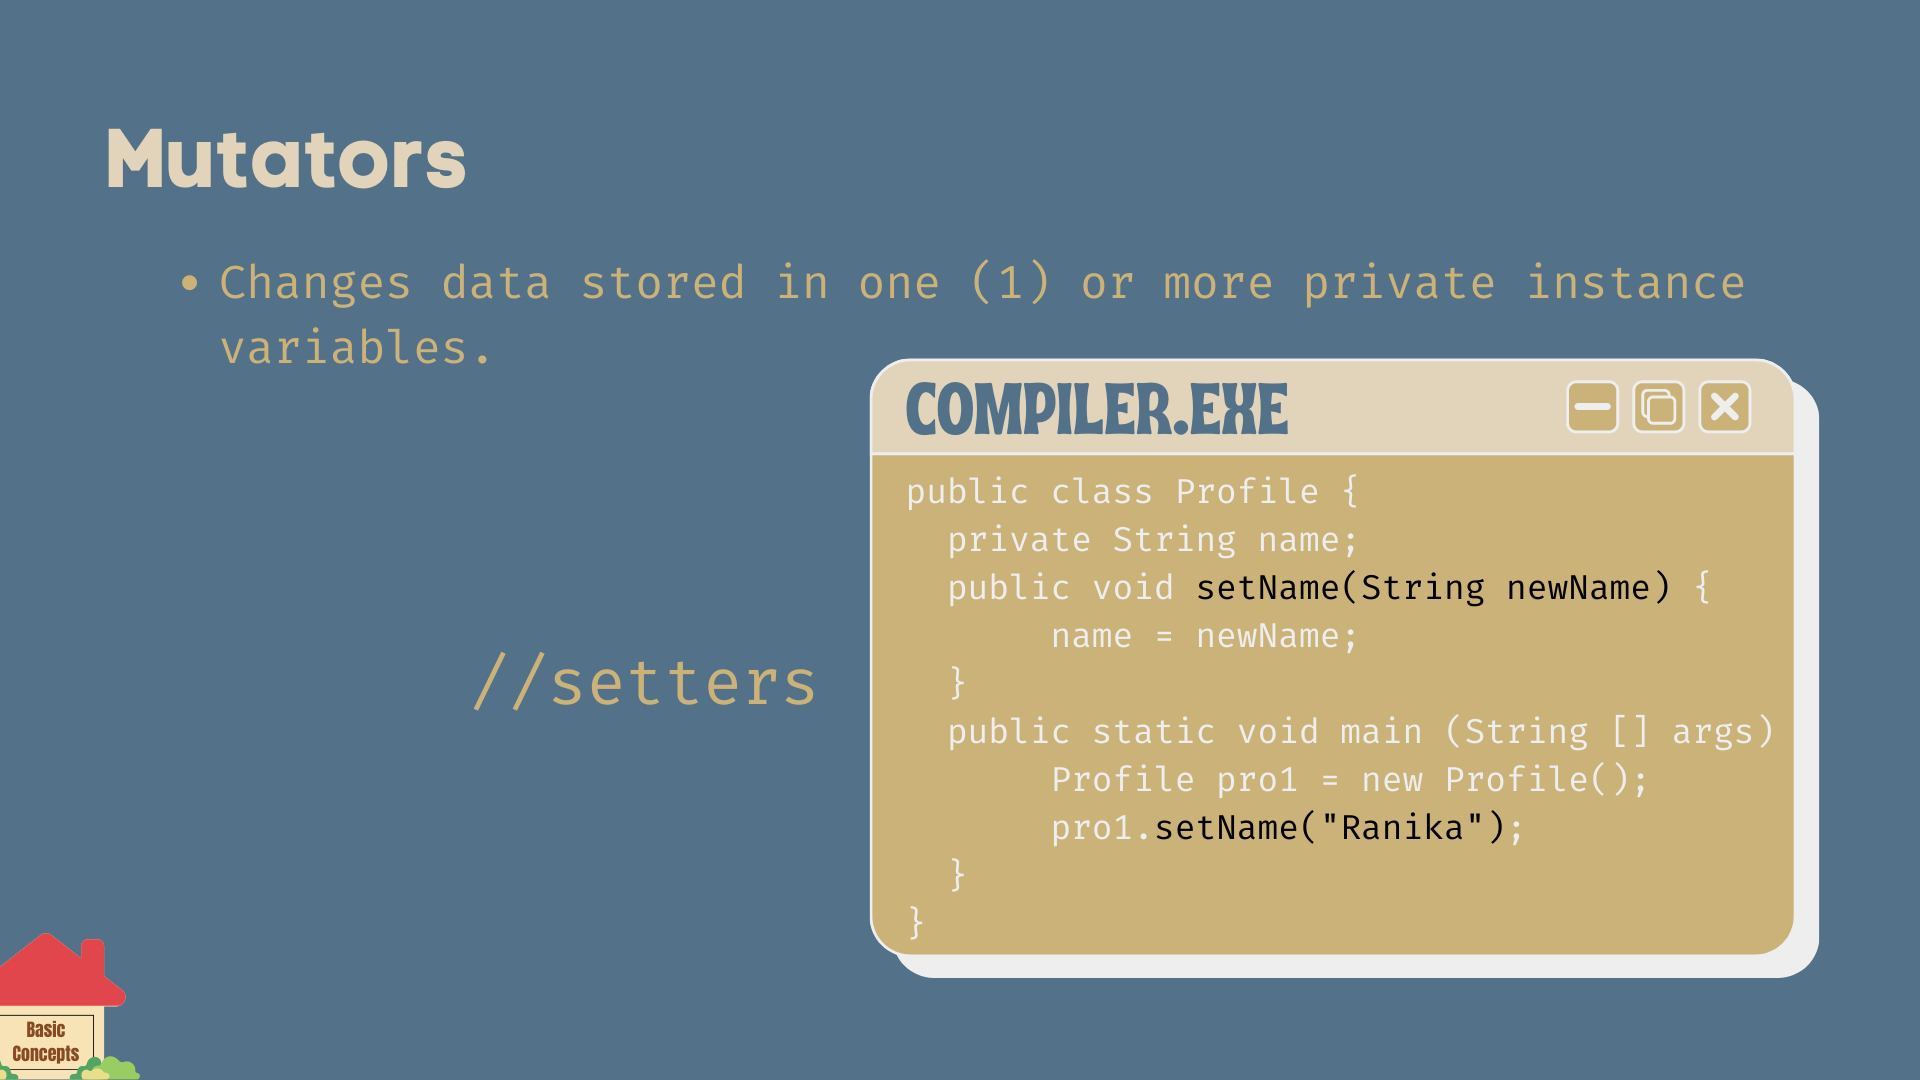 Mutators
• Changes data stored in one (1) or more private instance
variables.
COMPILER.EXE
public class Profile {
  private String name;
  public void setName(String newName) {
       name = newName;
  }
  public static void main (String [] args)
       Profile pro1 = new Profile();
       pro1.setName("Ranika");
  }
}
//setters
Basic
Concepts